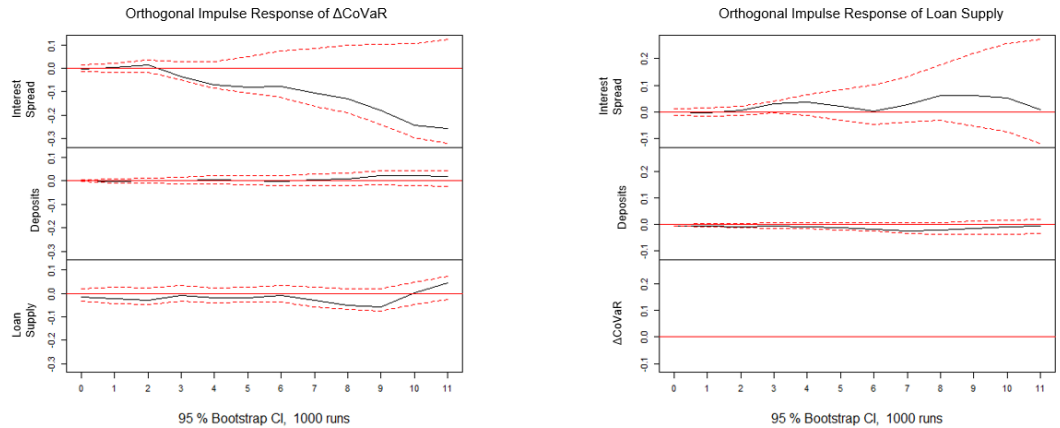 Orthogonal Impulse Response of ΔCoVaR
Interest
Spread
0.1
0.0
-0.1
-0.2
-0.3
Deposits
0.1
0.0
-0.1
-0.2
-0.3
Loan
Supply
0.1
0.0
-0.1
-0.2
-0.3
0 1 2 3 4 5 6 7 8 9 10 11
95 % Bootstrap CI, 1000 runs
Orthogonal Impulse Response of Loan Supply
Interest
Spread
0.2
0.1
0.0
-0.1
Deposits
0.2
0.1
0.0
-0.1
ΔCoVaR
0.2
0.1
0.0
-0.1
0 1 2 3 4 5 6 7 8 9 10 11
95 % Bootstrap CI, 1000 runs